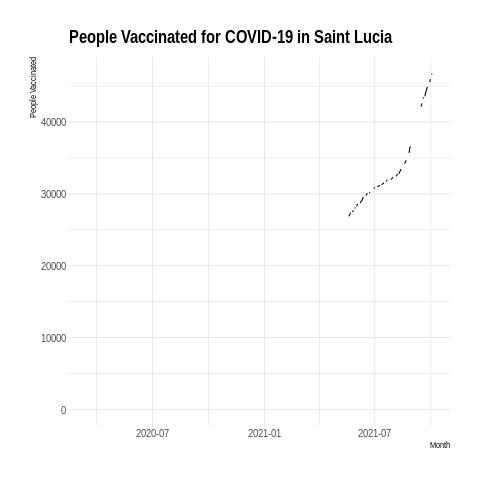 People Vaccinated for COVID-19 in Saint Lucia
People Vaccinated
40000
30000
20000
10000
0
2020-07 2021-01 2021-07
Month